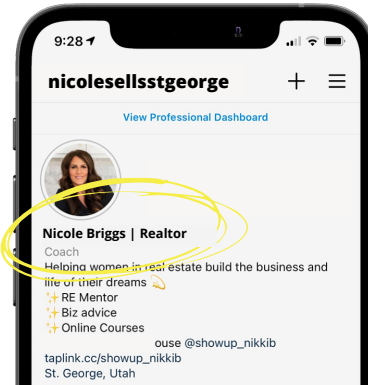 9:28
nicolesellsstgeorge
View Professional Dashboard
Nicole Briggs | Realtor
Coach
Helping women in real estate build the business and
life of their dreams 💫
✨RE Mentor
✨Biz advice
✨Online Courses
ouse @showup_nikkib
taplink.cc/showup_nikkib
St. George, Utah